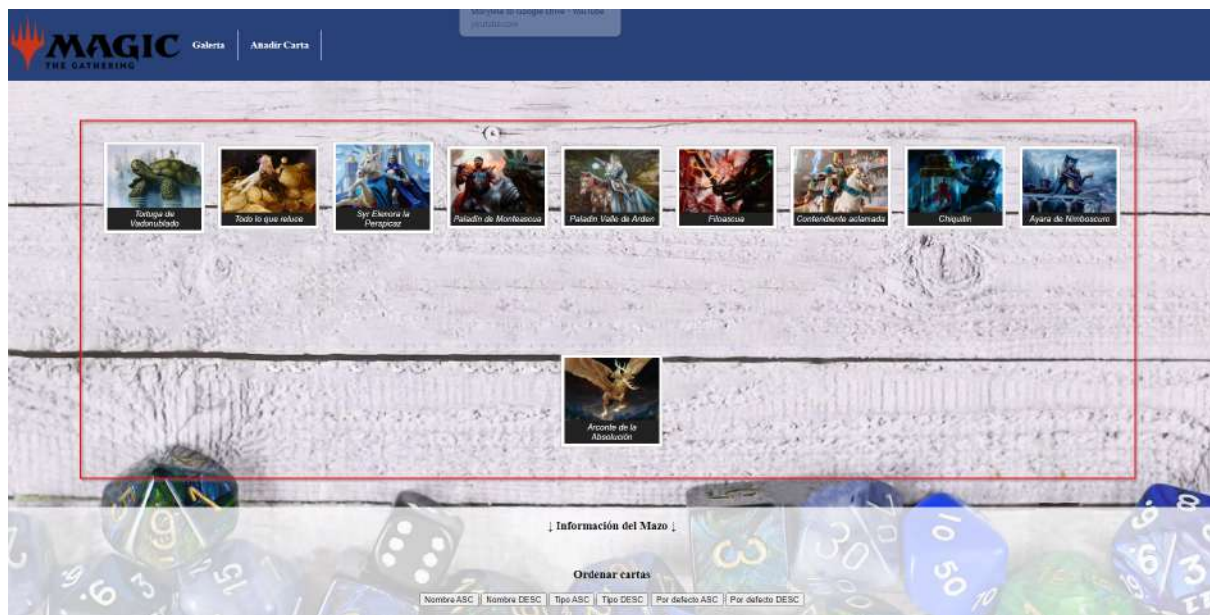 MAGIC
THE GATHERING
Galería
Añadir Carta
Tortuga de
Vadonublado
Todo lo que reluce
Syr Elenora la
Perspicaz
Paladín de Monteascua
Paladín Valle de Arden
Filoascua
Contendiente aclamada
Chiquitín
Ayara de Nimboscuro
Arconte de la
Absolución
↓ Información del Mazo ↓
Ordenar cartas
Nombre ASC
Nombre DESC
Tipo ASC
Tipo DESC
Por defecto ASC
Por defecto DESC